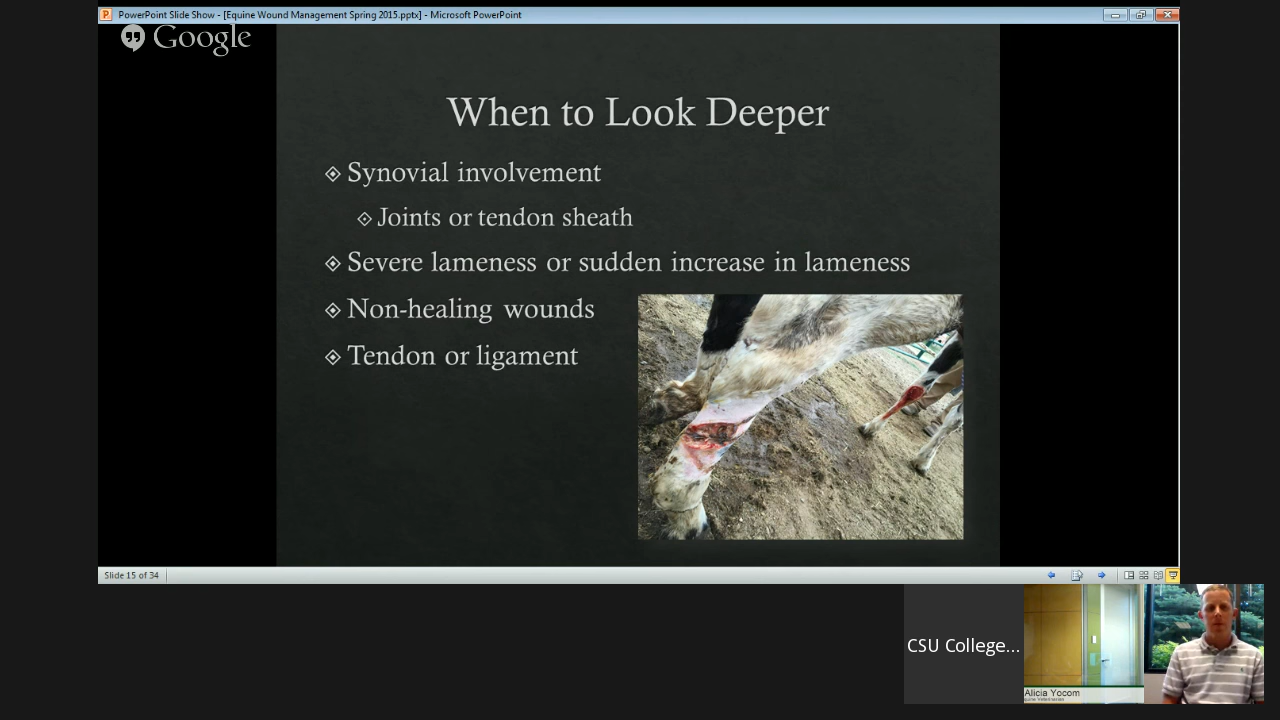 PowerPoint Slide Show - [Equine Wound Management Spring 2015.pptx] - Microsoft PowerPoint
Google
When to Look Deeper
Synovial involvement
Joints or tendon sheath
Severe lameness or sudden increase in lameness
Non-healing wounds
Tendon or ligament
Slide 15 of 34
CSU College...
Alicia Yocom